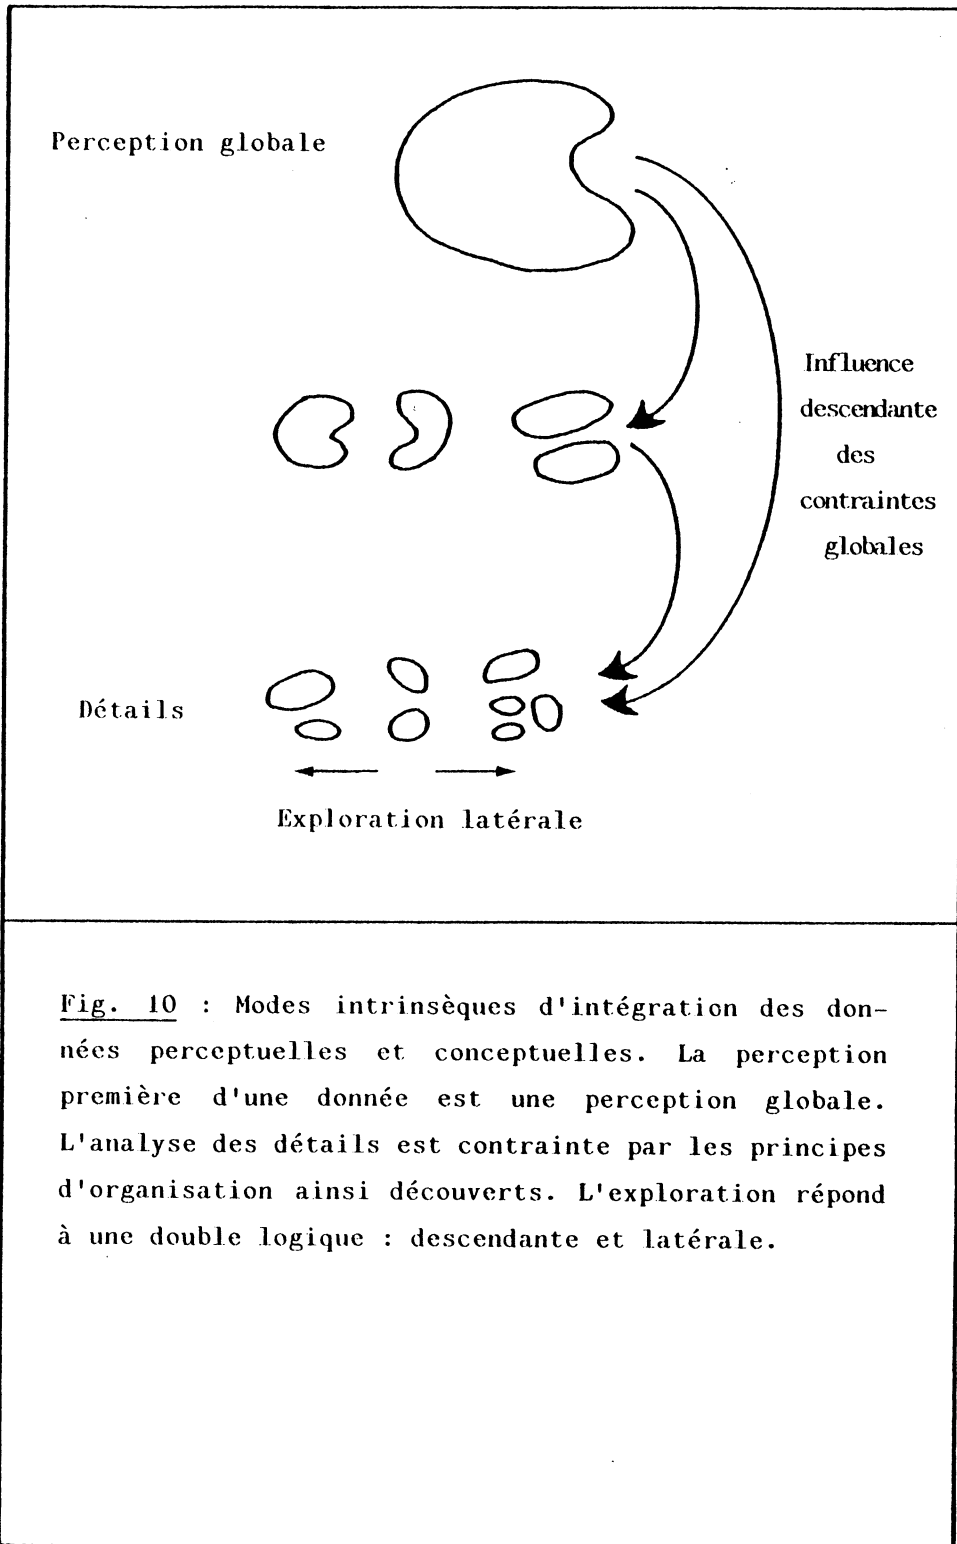 Perception globale
Influence
descendante
des
contraintes
globales
Détails
Exploration latérale
Fig. 10 : Modes intrinsèques d'intégration des don-
nées perceptuelles et conceptuelles. La perception
première d'une donnée est une perception globale.
L'analyse des détails est contrainte par les principes
d'organisation ainsi découverts. L'exploration répond
à une double logique : descendante et latérale.